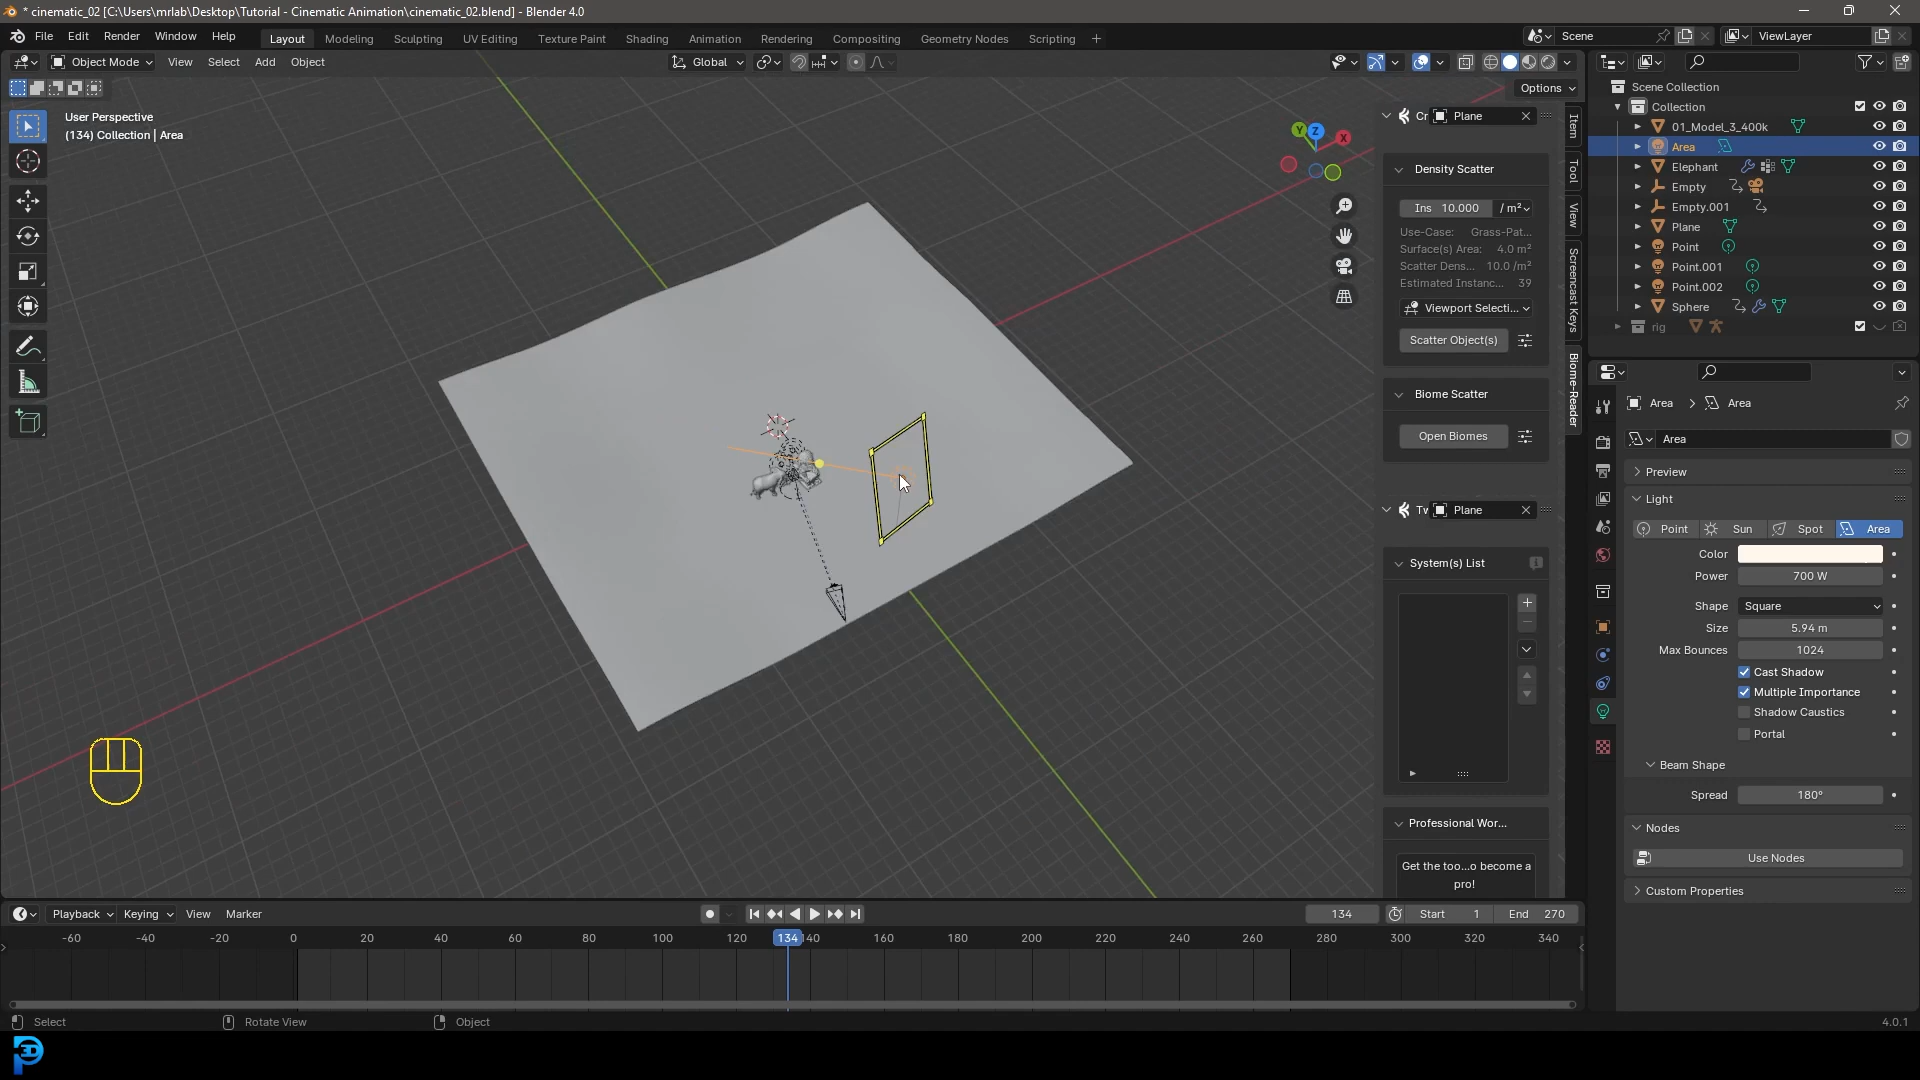 * cinematic_02 [C:\Users\mrlab\Desktop\Tutorial - Cinematic Animation\cinematic_02.blend] - Blender 4.0
File Edit Render Window Help Layout Modeling Sculpting UV Editing Texture Paint Shading Animation Rendering Compositing Geometry Nodes Scripting + Scene ViewLayer
Object Mode View Select Add Object Global
Options
User Perspective
(134) Collection | Area
Y Z X
Cr Plane
Density Scatter
Ins 10.000 / m²
Use-Case: Grass-Pat...
Surface(s) Area: 4.0 m²
Scatter Dens... 10.0 /m²
Estimated Instanc... 39
Viewport Selecti...
Scatter Object(s)
Biome Scatter
Open Biomes
Tw Plane
System(s) List
Professional Wor...
Get the too...o become a
pro!
Item
Tool
View
Screencast Keys
Biome-Reader
Scene Collection
Collection
01_Model_3_400k
Area
Elephant
Empty
Empty.001
Plane
Point
Point.001
Point.002
Sphere
rig
Area > Area
Area
Preview
Light
Point Sun Spot Area
Color
Power 700 W
Shape Square
Size 5.94 m
Max Bounces 1024
Cast Shadow
Multiple Importance
Shadow Caustics
Portal
Beam Shape
Spread 180°
Nodes
Use Nodes
Custom Properties
Playback Keying View Marker 134 Start 1 End 270
-60 -40 -20 0 20 40 60 80 100 120 134 140 160 180 200 220 240 260 280 300 320 340
Select Rotate View Object 4.0.1